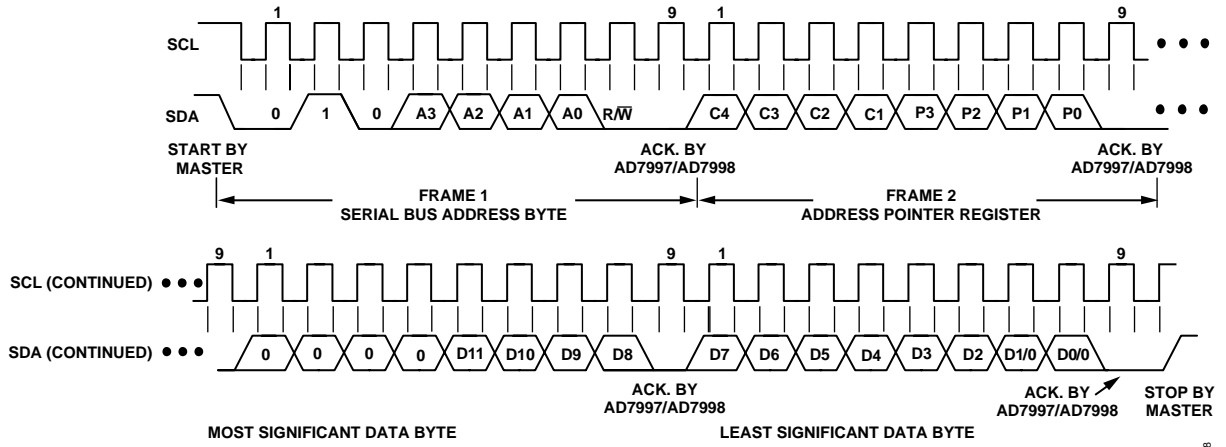 1 9 1 9
SCL
SDA 0 1 0 A3 A2 A1 A0 R/W̅ C4 C3 C2 C1 P3 P2 P1 P0
START BY MASTER
ACK. BY AD7997/AD7998
ACK. BY AD7997/AD7998
FRAME 1
SERIAL BUS ADDRESS BYTE
FRAME 2
ADDRESS POINTER REGISTER
9 1 9 1 9
SCL (CONTINUED)
SDA (CONTINUED) 0 0 0 0 D11 D10 D9 D8 D7 D6 D5 D4 D3 D2 D1/0 D0/0
ACK. BY AD7997/AD7998
ACK. BY AD7997/AD7998
STOP BY MASTER
MOST SIGNIFICANT DATA BYTE
LEAST SIGNIFICANT DATA BYTE